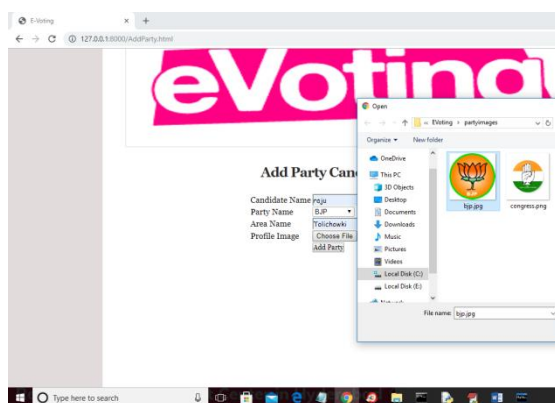 E-Voting
127.0.0.1:8000/AddParty.html
eVoting
Open
EVoting › partyimages
Organize
New folder
OneDrive
This PC
3D Objects
Desktop
Documents
Downloads
Music
Pictures
Videos
Local Disk (C:)
Local Disk (E:)
bjp.jpg
congress.png
File name:
bjp.jpg
Add Party Can
Candidate Name
raju
Party Name
BJP
Area Name
Tolichowki
Profile Image
Choose File
Add Party
Type here to search